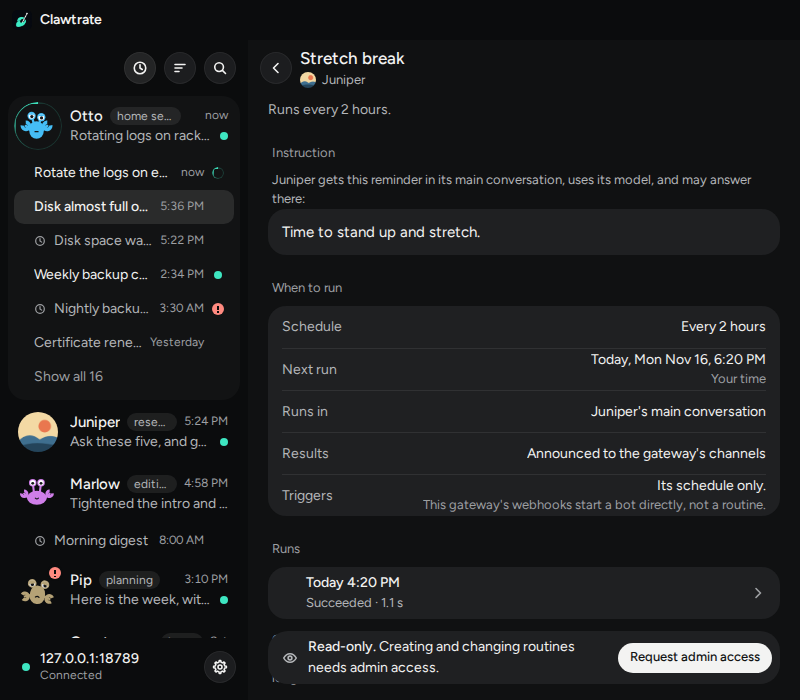 Clawtrate
Otto home se... now
Rotating logs on rack...
Rotate the logs on e... now
Disk almost full o... 5:36 PM
Disk space wa... 5:22 PM
Weekly backup c... 2:34 PM
Nightly backu... 3:30 AM
Certificate rene... Yesterday
Show all 16
Juniper rese... 5:24 PM
Ask these five, and g...
Marlow editi... 4:58 PM
Tightened the intro and ...
Morning digest 8:00 AM
Pip planning 3:10 PM
Here is the week, wit...
127.0.0.1:18789
Connected
Stretch break
Juniper
Runs every 2 hours.
Instruction
Juniper gets this reminder in its main conversation, uses its model, and may answer
there:
Time to stand up and stretch.
When to run
Schedule Every 2 hours
Next run Today, Mon Nov 16, 6:20 PM
Your time
Runs in Juniper's main conversation
Results Announced to the gateway's channels
Triggers Its schedule only.
This gateway's webhooks start a bot directly, not a routine.
Runs
Today 4:20 PM
Succeeded · 1.1 s
Read-only. Creating and changing routines
needs admin access.
Request admin access